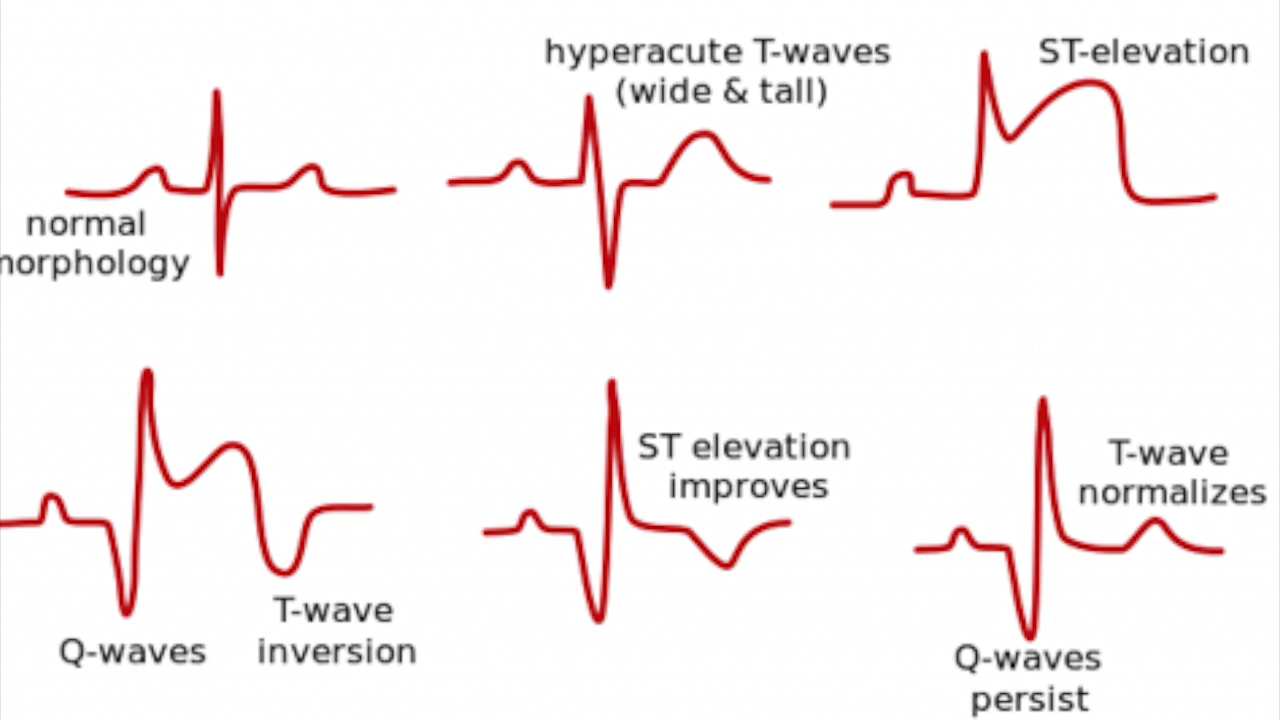 hyperacute T-waves
(wide & tall)
ST-elevation
normal
morphology
ST elevation
improves
T-wave
normalizes
Q-waves
T-wave
inversion
Q-waves
persist